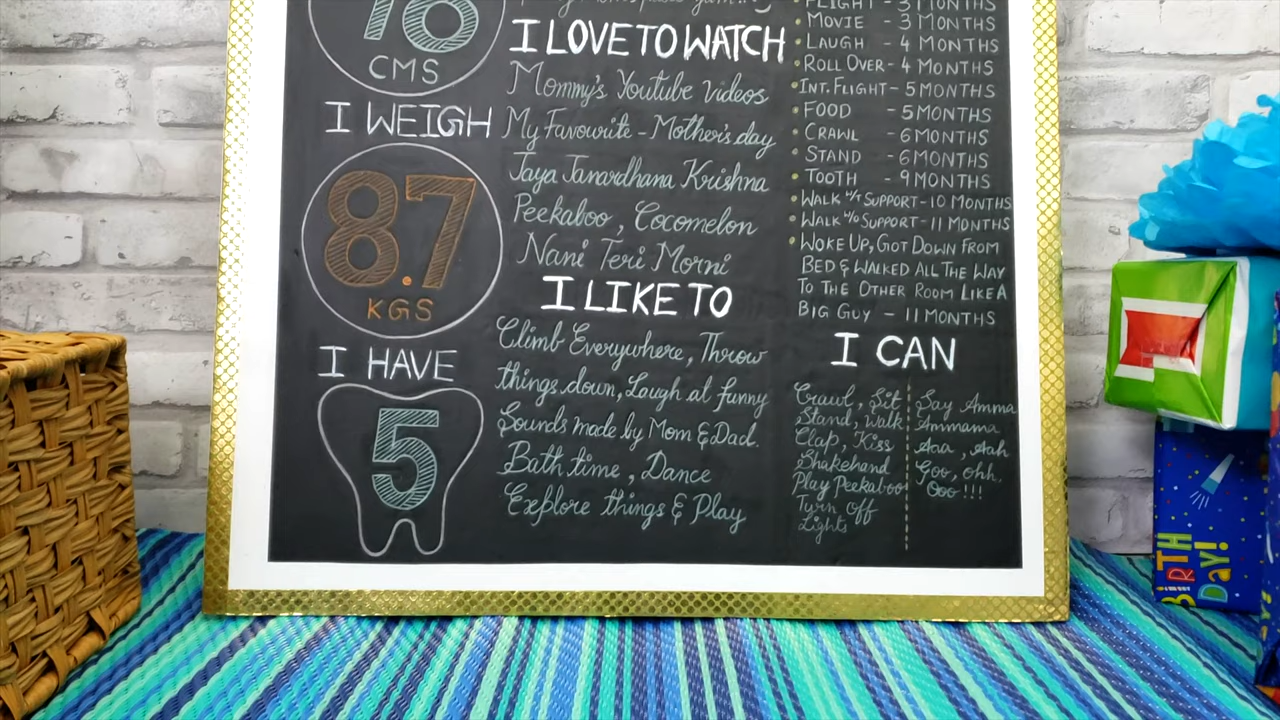 76
CMS
I WEIGH
8.7
KGS
I HAVE
5
I LOVE TO WATCH
Mommy's Youtube videos
My Favourite - Mother's day
Jaya Janardhana Krishna
Peekaboo, Cocomelon
Nani Teri Morni
I LIKE TO
Climb Everywhere, Throw
things down, Laugh at funny
Sounds made by Mom & Dad.
Bath time, Dance
Explore things & Play
FLIGHT - 3 MONTHS
MOVIE - 3 MONTHS
LAUGH - 4 MONTHS
ROLL OVER - 4 MONTHS
INT. FLIGHT - 5 MONTHS
FOOD - 5 MONTHS
CRAWL - 6 MONTHS
STAND - 6 MONTHS
TOOTH - 9 MONTHS
WALK W/T SUPPORT - 10 MONTHS
WALK W/O SUPPORT - 11 MONTHS
WOKE UP, GOT DOWN FROM
BED & WALKED ALL THE WAY
TO THE OTHER ROOM LIKE A
BIG GUY - 11 MONTHS
I CAN
Crawl, Sit
Stand, Walk
Clap, Kiss
Shakehand
Play Peekaboo
Turn off
Lights
Say Amma
Ammama
Aaa, Aah
Goo, Ohh,
Ooo !!!
BIRTH
DAY!